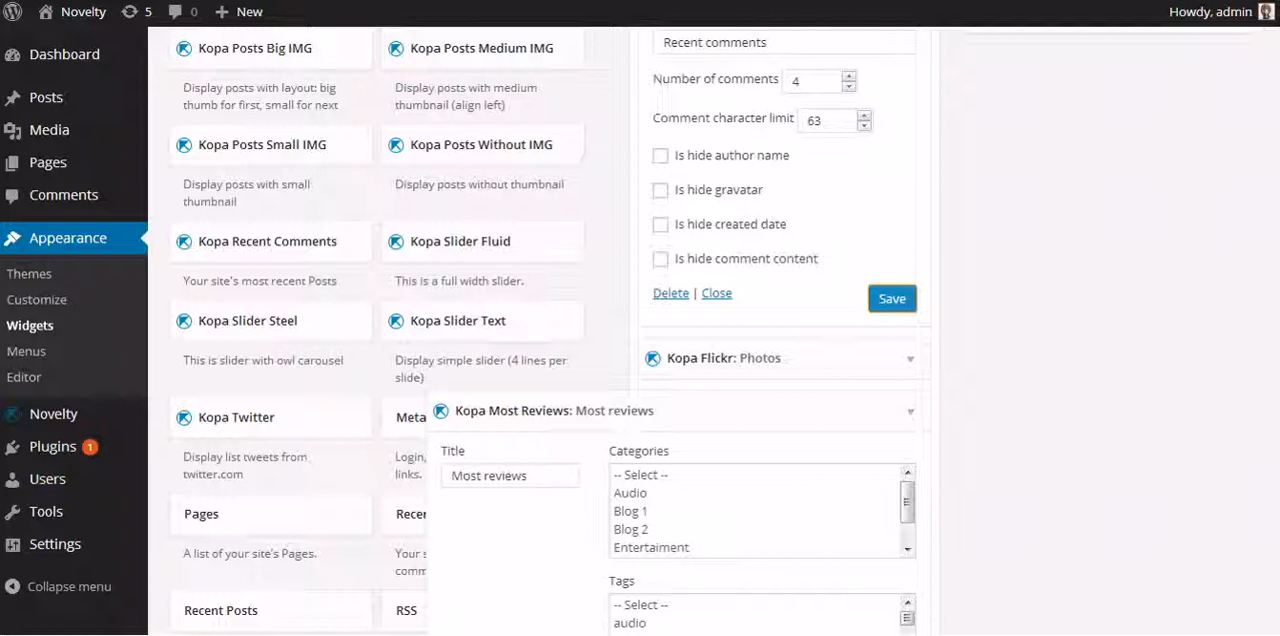 Novelty
5
0
New
Howdy, admin
Dashboard
Posts
Media
Pages
Comments
Appearance
Themes
Customize
Widgets
Menus
Editor
Novelty
Plugins 1
Users
Tools
Settings
Collapse menu
Kopa Posts Big IMG
Display posts with layout: big
thumb for first, small for next
Kopa Posts Medium IMG
Display posts with medium
thumbnail (align left)
Kopa Posts Small IMG
Display posts with small
thumbnail
Kopa Posts Without IMG
Display posts without thumbnail
Kopa Recent Comments
Your site's most recent Posts
Kopa Slider Fluid
This is a full width slider.
Kopa Slider Steel
This is slider with owl carousel
Kopa Slider Text
Display simple slider (4 lines per
slide)
Kopa Twitter
Display list tweets from
twitter.com
Meta
Login,
links.
Pages
A list of your site's Pages.
Recer
Your s
comm
Recent Posts
RSS
Recent comments
Number of comments 4
Comment character limit 63
Is hide author name
Is hide gravatar
Is hide created date
Is hide comment content
Delete | Close
Save
Kopa Flickr: Photos
Kopa Most Reviews: Most reviews
Title
Most reviews
Categories
-- Select --
Audio
Blog 1
Blog 2
Entertaiment
Tags
-- Select --
audio